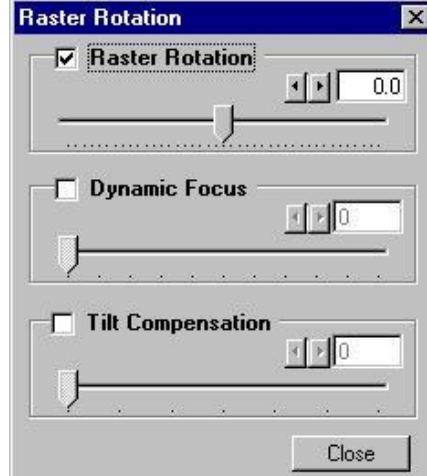 Raster Rotation
Raster Rotation
0.0
Dynamic Focus
0
Tilt Compensation
0
Close